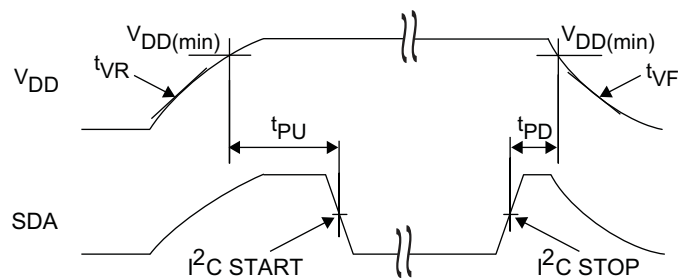 VDD(min)
VDD(min)
tVR
tVF
VDD
tPU
tPD
SDA
I²C START
I²C STOP